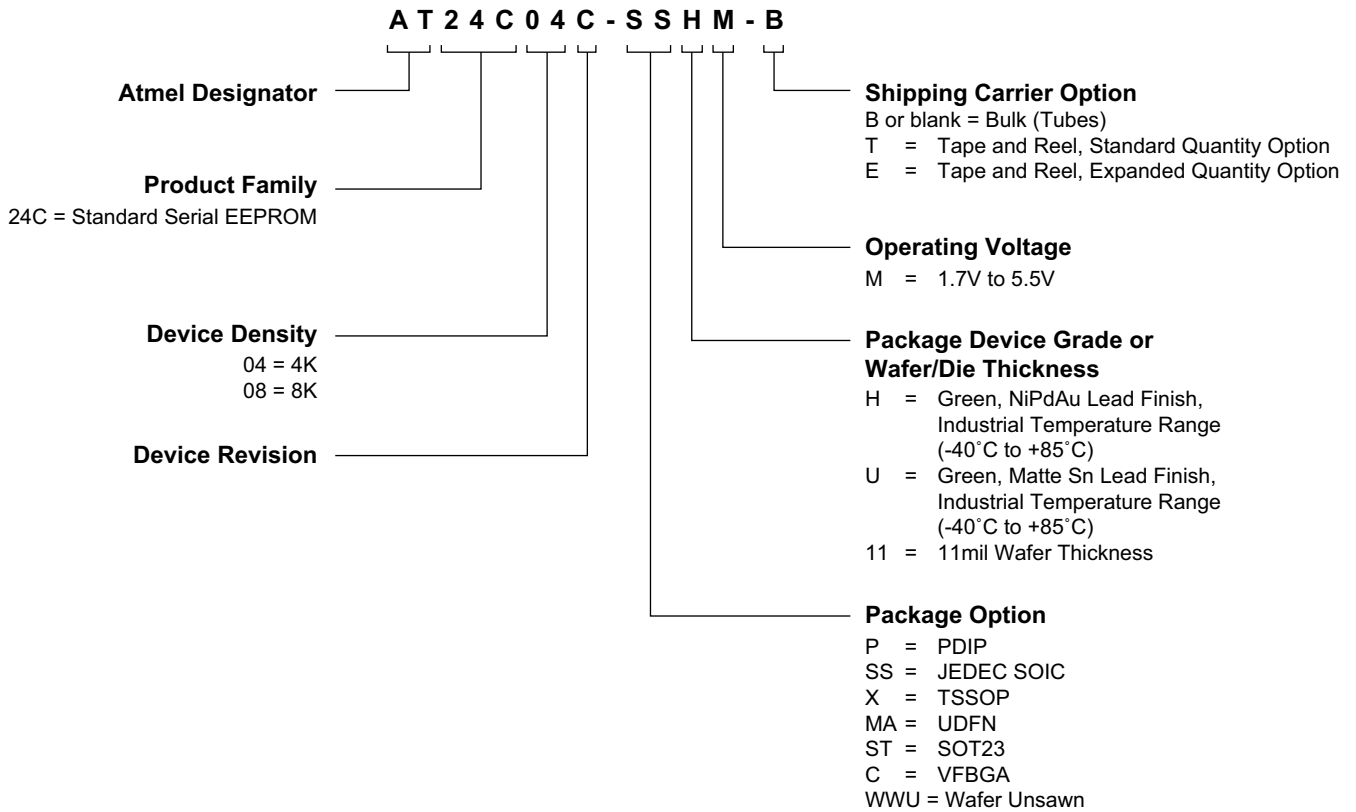 AT24C04C-SSHM-B
Atmel Designator
Product Family
24C = Standard Serial EEPROM
Device Density
04 = 4K
08 = 8K
Device Revision
Shipping Carrier Option
B or blank = Bulk (Tubes)
T = Tape and Reel, Standard Quantity Option
E = Tape and Reel, Expanded Quantity Option
Operating Voltage
M = 1.7V to 5.5V
Package Device Grade or
Wafer/Die Thickness
H = Green, NiPdAu Lead Finish,
Industrial Temperature Range
(-40˚C to +85˚C)
U = Green, Matte Sn Lead Finish,
Industrial Temperature Range
(-40˚C to +85˚C)
11 = 11mil Wafer Thickness
Package Option
P = PDIP
SS = JEDEC SOIC
X = TSSOP
MA = UDFN
ST = SOT23
C = VFBGA
WWU = Wafer Unsawn